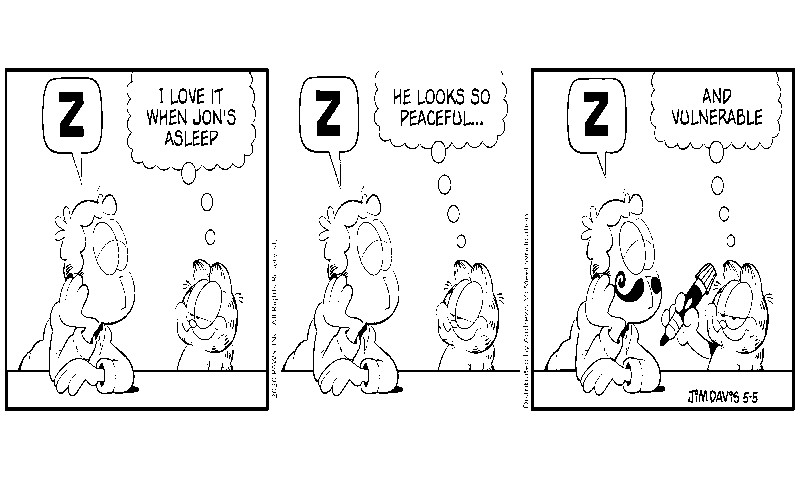 Z
I LOVE IT
WHEN JON'S
ASLEEP
Z
HE LOOKS SO
PEACEFUL...
Z
AND
VULNERABLE
JIM DAVIS 5-5